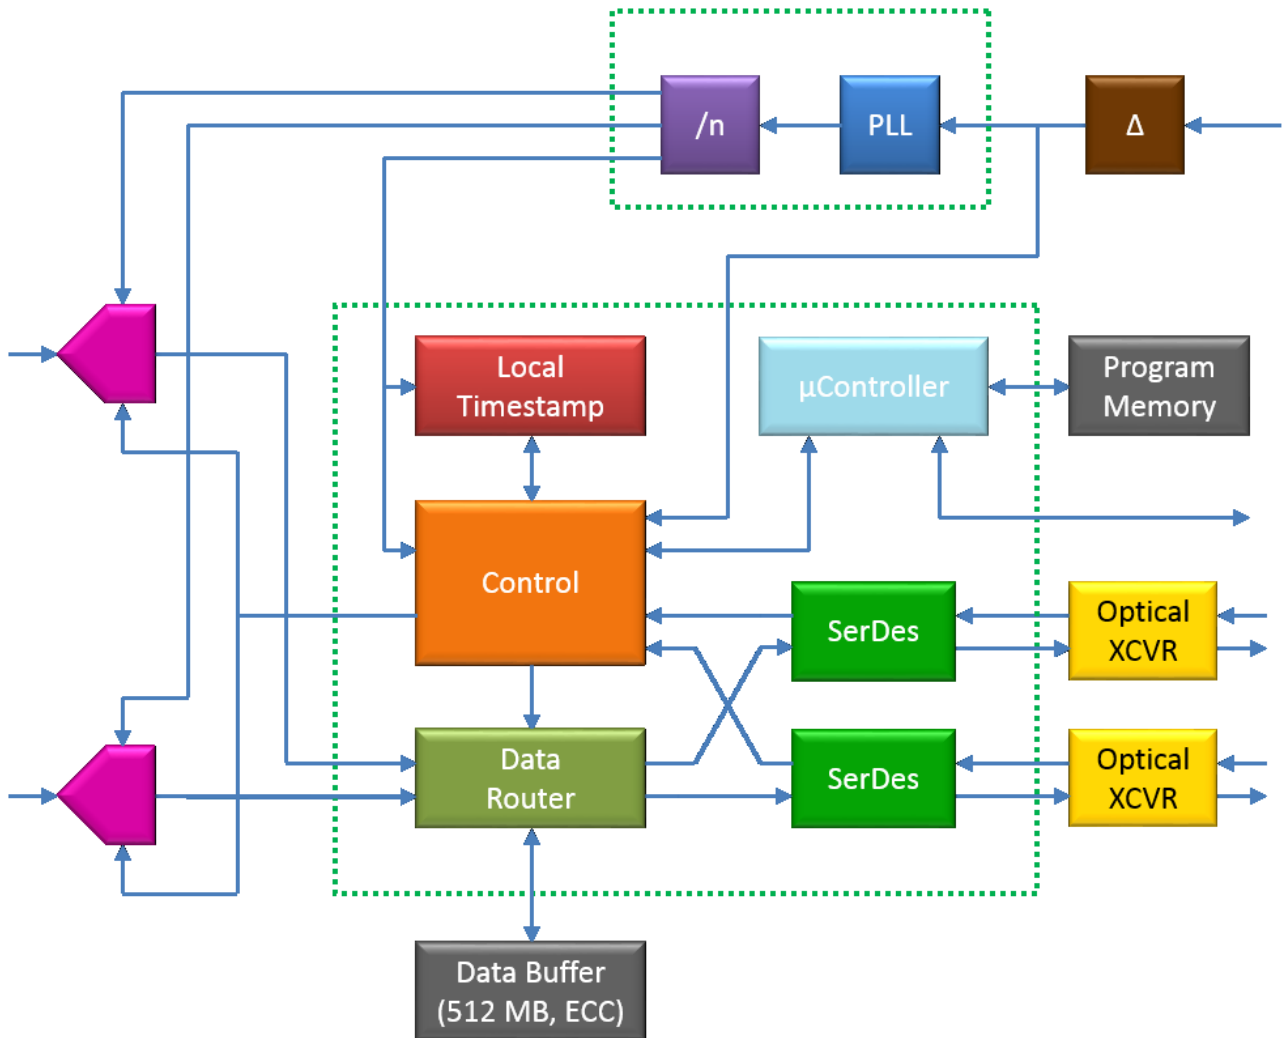 /n
PLL
Δ
Local
Timestamp
µController
Program
Memory
Control
SerDes
Optical
XCVR
Data
Router
SerDes
Optical
XCVR
Data Buffer
(512 MB, ECC)